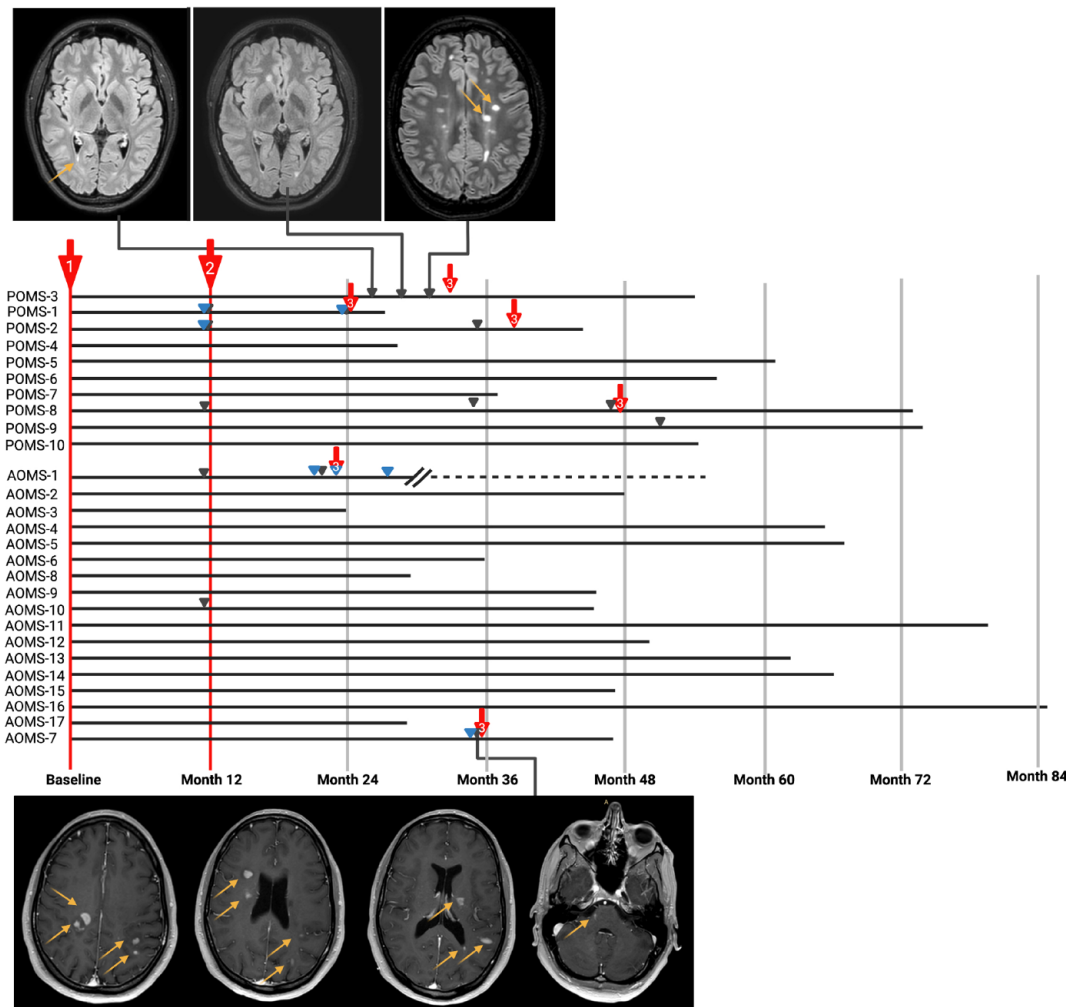 1
2
3
POMS-3
3
POMS-1
3
POMS-2
POMS-4
POMS-5
POMS-6
POMS-7
3
POMS-8
POMS-9
POMS-10
3
AOMS-1
AOMS-2
AOMS-3
AOMS-4
AOMS-5
AOMS-6
AOMS-8
AOMS-9
AOMS-10
AOMS-11
AOMS-12
AOMS-13
AOMS-14
AOMS-15
AOMS-16
AOMS-17
3
AOMS-7
Baseline Month 12 Month 24 Month 36 Month 48 Month 60 Month 72 Month 84
A